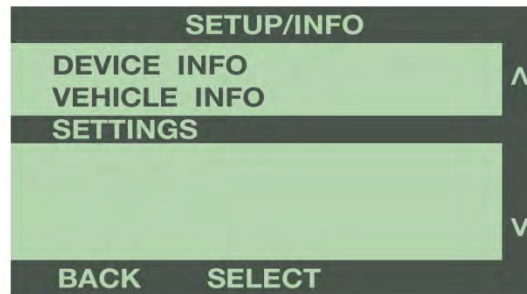 SETUP/INFO
DEVICE INFO
VEHICLE INFO
SETTINGS
BACK SELECT